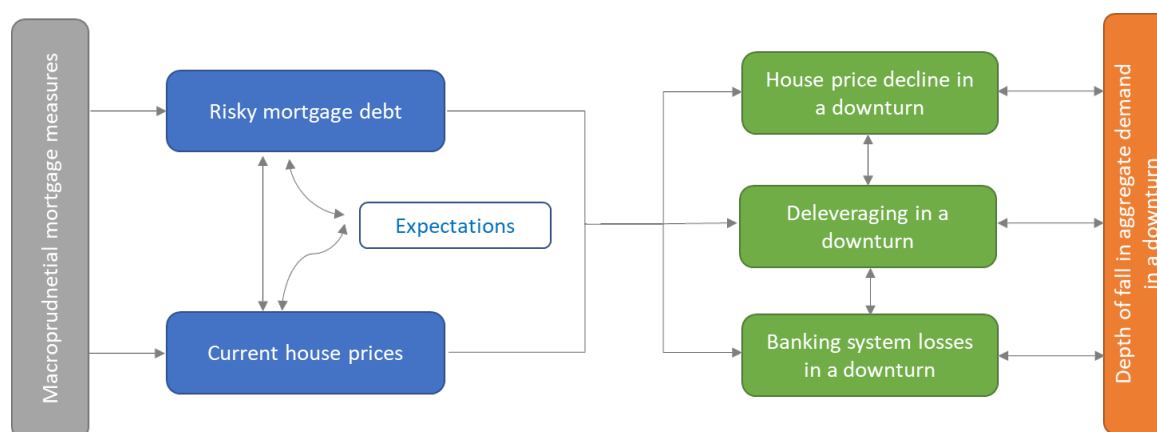 Macroprudnetial mortgage measures
Risky mortgage debt
Expectations
Current house prices
House price decline in
a downturn
Deleveraging in a
downturn
Banking system losses
in a downturn
Depth of fall in aggregate demand
in a downturn